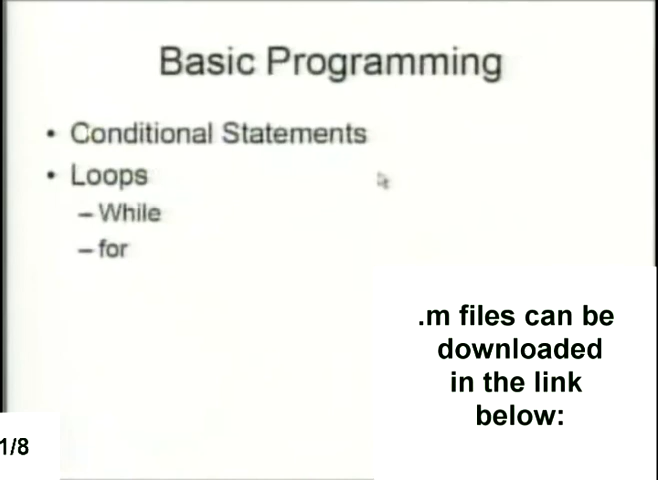 Basic Programming
• Conditional Statements
• Loops
– While
– for
.m files can be
downloaded
in the link
below:
1/8